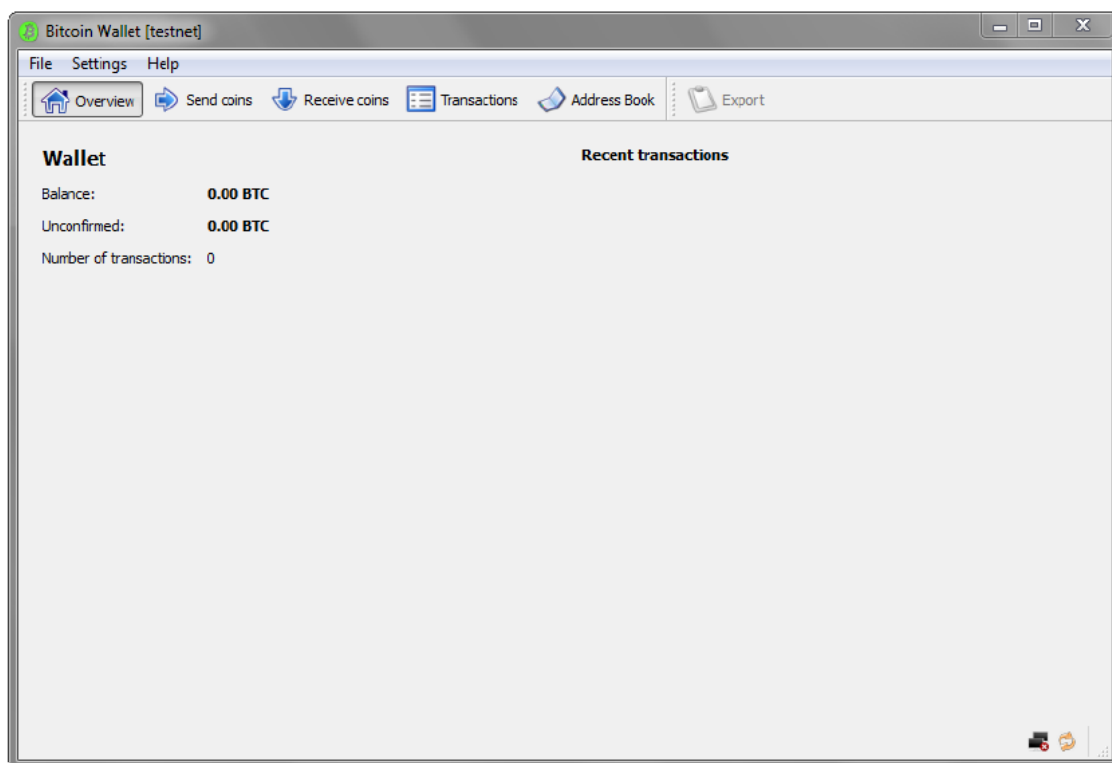 Bitcoin Wallet [testnet]
File Settings Help
Overview Send coins Receive coins Transactions Address Book Export
Wallet
Recent transactions
Balance: 0.00 BTC
Unconfirmed: 0.00 BTC
Number of transactions: 0